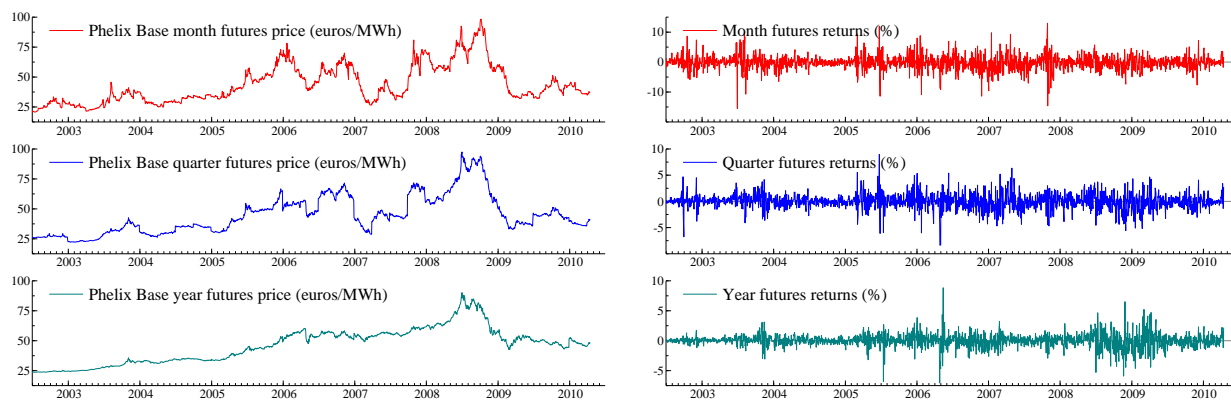 100
Phelix Base month futures price (euros/MWh)
75
50
25
2003 2004 2005 2006 2007 2008 2009 2010
10
Month futures returns (%)
0
-10
2003 2004 2005 2006 2007 2008 2009 2010
100
Phelix Base quarter futures price (euros/MWh)
75
50
25
2003 2004 2005 2006 2007 2008 2009 2010
10
Quarter futures returns (%)
5
0
-5
2003 2004 2005 2006 2007 2008 2009 2010
100
Phelix Base year futures price (euros/MWh)
75
50
25
2003 2004 2005 2006 2007 2008 2009 2010
10
Year futures returns (%)
5
0
-5
2003 2004 2005 2006 2007 2008 2009 2010